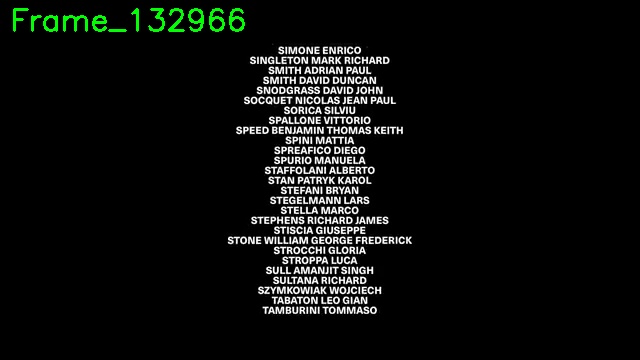 Frame_132966
SIMONE ENRICO
SINGLETON MARK RICHARD
SMITH ADRIAN PAUL
SMITH DAVID DUNCAN
SNODGRASS DAVID JOHN
SOCQUET NICOLAS JEAN PAUL
SORICA SILVIU
SPALLONE VITTORIO
SPEED BENJAMIN THOMAS KEITH
SPINI MATTIA
SPREAFICO DIEGO
SPURIO MANUELA
STAFFOLANI ALBERTO
STAN PATRYK KAROL
STEFANI BRYAN
STEGELMANN LARS
STELLA MARCO
STEPHENS RICHARD JAMES
STISCIA GIUSEPPE
STONE WILLIAM GEORGE FREDERICK
STROCCHI GLORIA
STROPPA LUCA
SULL AMANJIT SINGH
SULTANA RICHARD
SZYMKOWIAK WOJCIECH
TABATON LEO GIAN
TAMBURINI TOMMASO